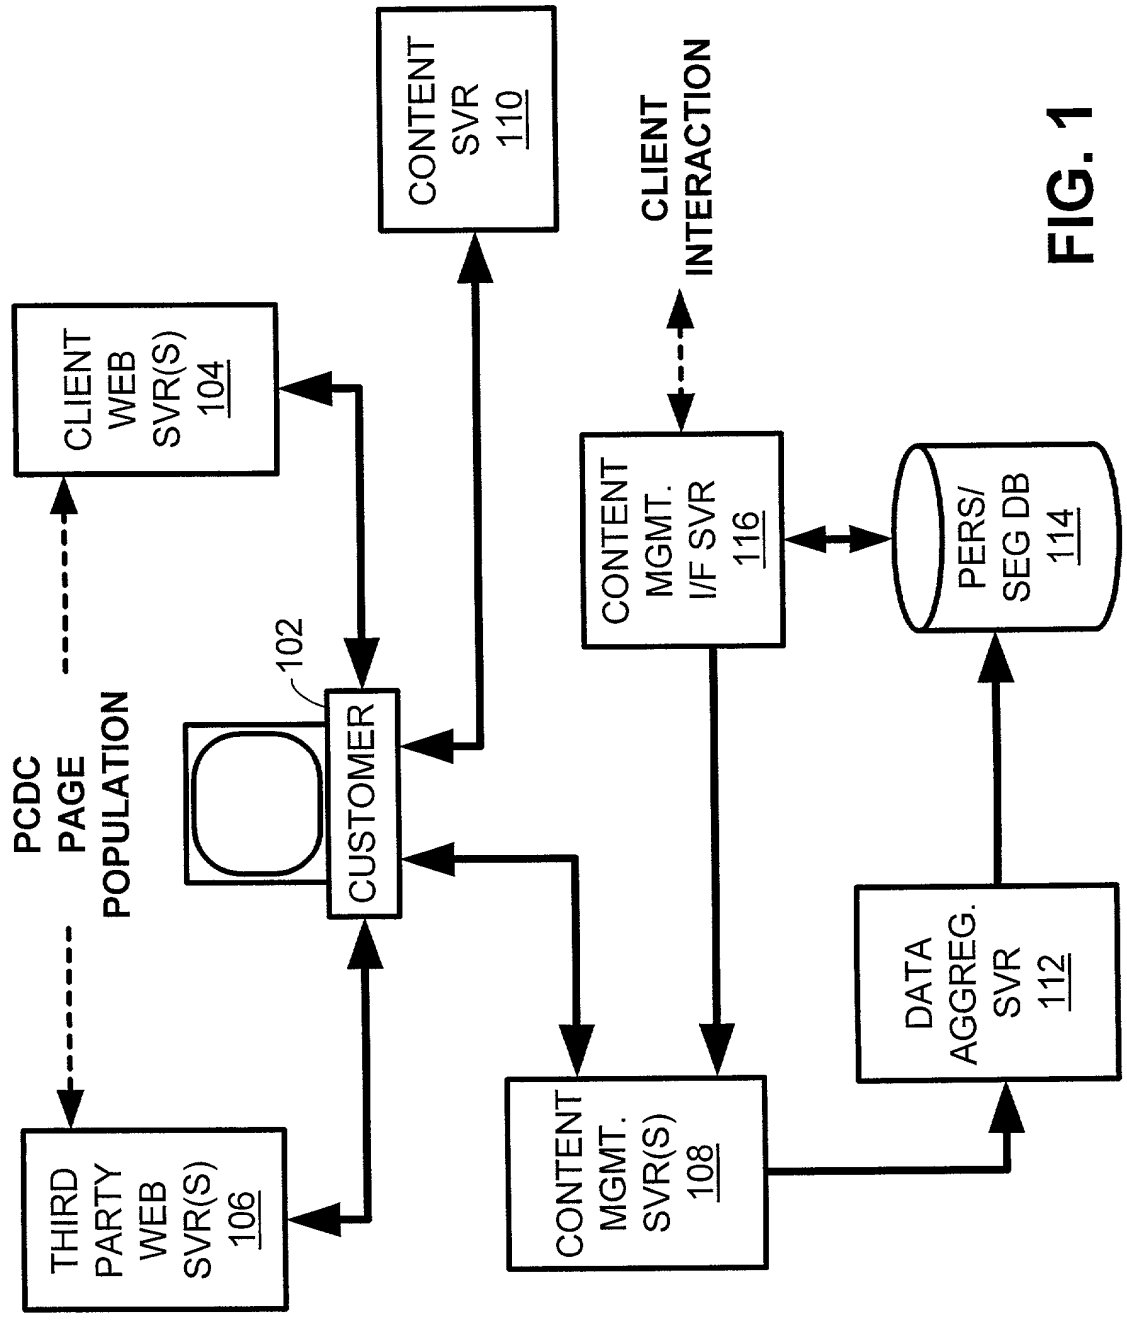 PCDC
PAGE
POPULATION
THIRD
PARTY
WEB
SVR(S)
106
CLIENT
WEB
SVR(S)
104
102
CUSTOMER
CONTENT
SVR
110
CONTENT
MGMT.
SVR(S)
108
CONTENT
MGMT.
I/F SVR
116
CLIENT
INTERACTION
DATA
AGGREG.
SVR
112
PERS/
SEG DB
114
FIG. 1